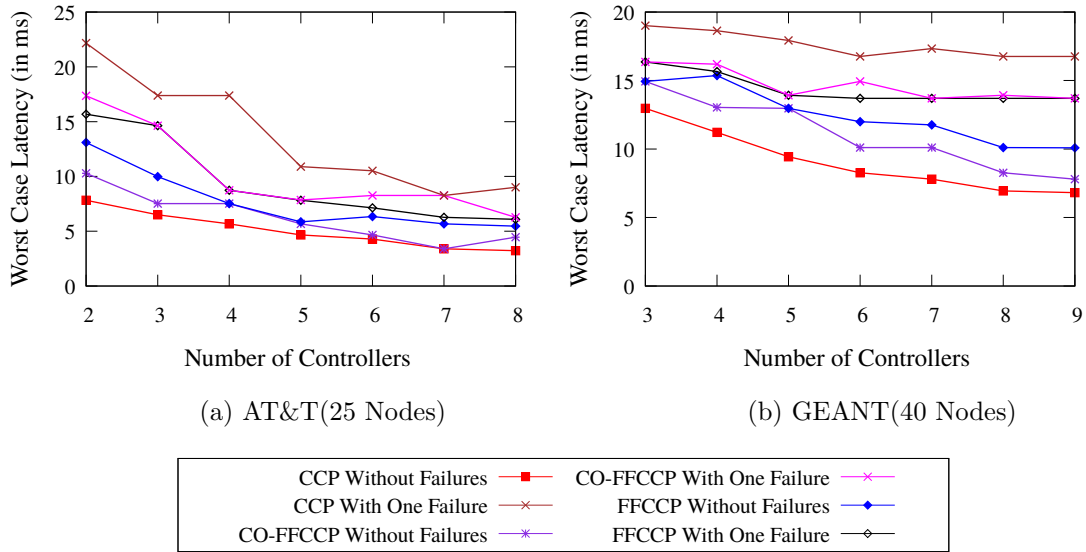 Worst Case Latency (in ms)
25
20
15
10
5
0
2 3 4 5 6 7 8
Number of Controllers
(a) AT&T(25 Nodes)
Worst Case Latency (in ms)
20
15
10
5
0
3 4 5 6 7 8 9
Number of Controllers
(b) GEANT(40 Nodes)
CCP Without Failures
CCP With One Failure
CO-FFCCP Without Failures
CO-FFCCP With One Failure
FFCCP Without Failures
FFCCP With One Failure